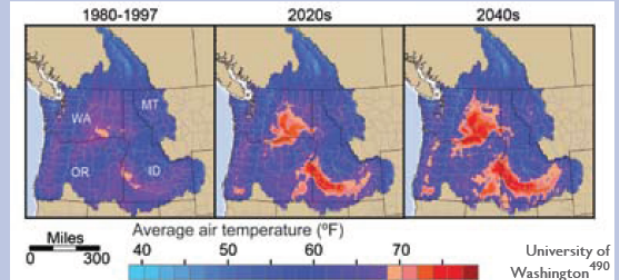 1980-1997 2020s 2040s
WA MT
OR ID
Miles
0 300
Average air temperature (ºF)
40 50 60 70
University of
Washington490